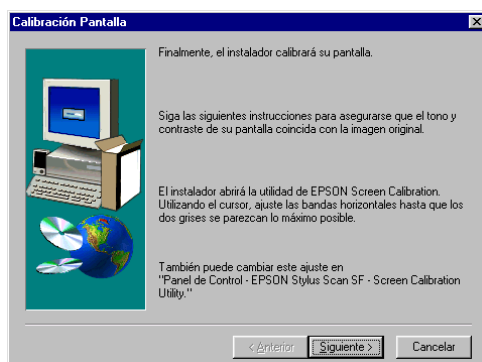 Calibración Pantalla
Finalmente, el instalador calibrará su pantalla.
Siga las siguientes instrucciones para asegurarse que el tono y
contraste de su pantalla coincida con la imagen original.
El instalador abrirá la utilidad de EPSON Screen Calibration.
Utilizando el cursor, ajuste las bandas horizontales hasta que los
dos grises se parezcan lo máximo posible.
También puede cambiar este ajuste en
"Panel de Control - EPSON Stylus Scan SF - Screen Calibration
Utility."
< Anterior Siguiente > Cancelar